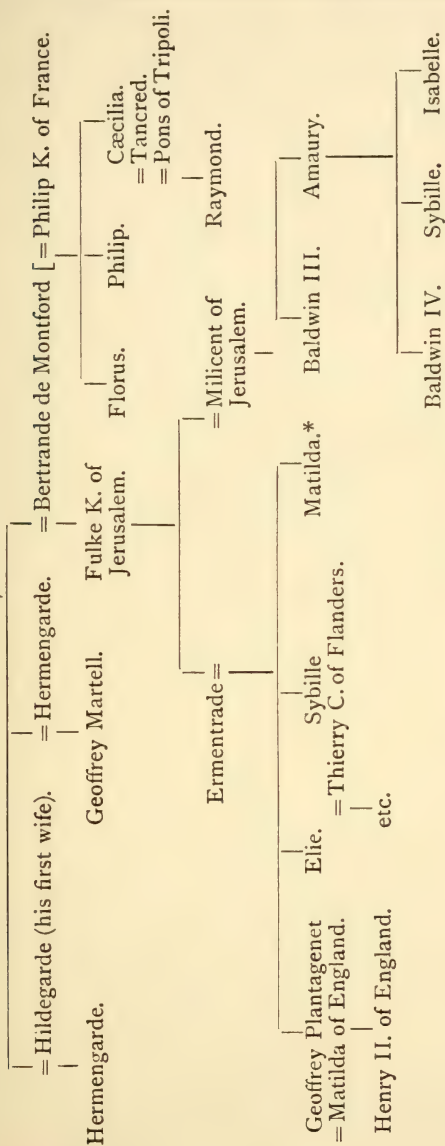 = Hildegarde (his first wife). = Hermengarde. = Bertrande de Montford [= Philip K. of France.
Hermengarde. Geoffrey Martell. Fulke K. of Florus. Philip. Cæcilia.
Jerusalem. = Tancred.
= Pons of Tripoli.
Raymond.
Ermentrade = = Milicent of
Jerusalem.
Baldwin III. Amaury.
Geoffrey Plantagenet Elie. Sybille Matilda.*
= Matilda of England. = Thierry C. of Flanders.
Henry II. of England. etc.
Baldwin IV. Sybille. Isabelle.